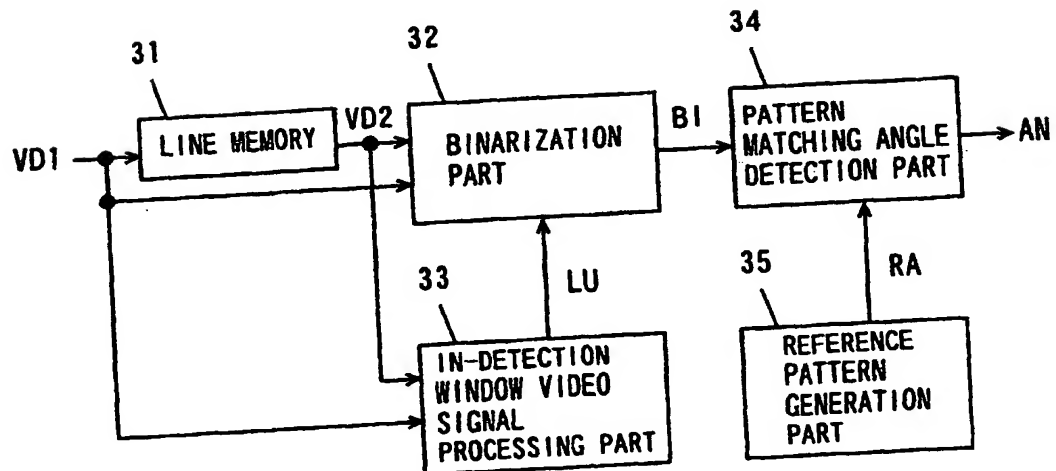 31
32
34
VD1
LINE MEMORY
VD2
BINARIZATION
PART
BI
PATTERN
MATCHING ANGLE
DETECTION PART
AN
33
LU
35
RA
IN-DETECTION
WINDOW VIDEO
SIGNAL
PROCESSING PART
REFERENCE
PATTERN
GENERATION
PART